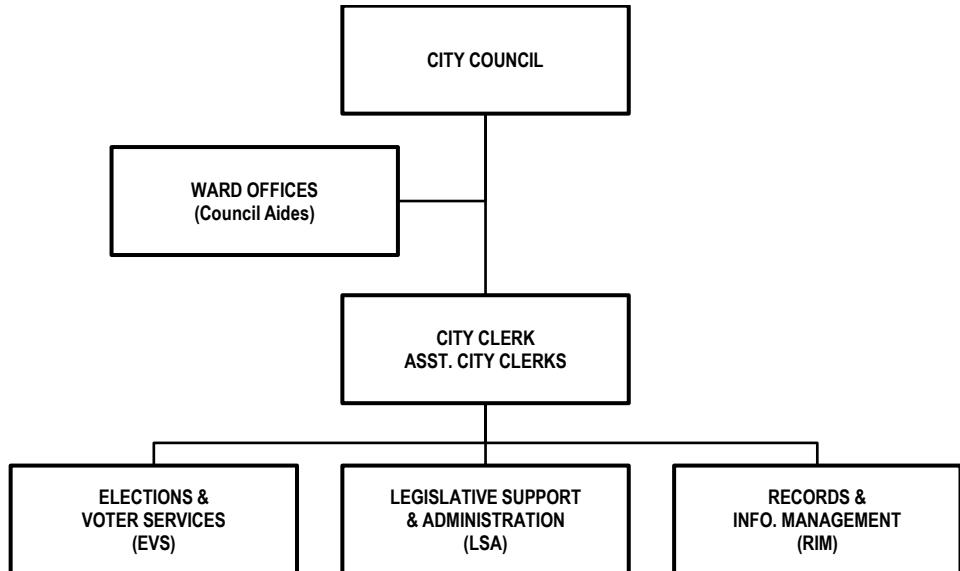 CITY COUNCIL
WARD OFFICES
(Council Aides)
CITY CLERK
ASST. CITY CLERKS
ELECTIONS &
VOTER SERVICES
(EVS)
LEGISLATIVE SUPPORT
& ADMINISTRATION
(LSA)
RECORDS &
INFO. MANAGEMENT
(RIM)